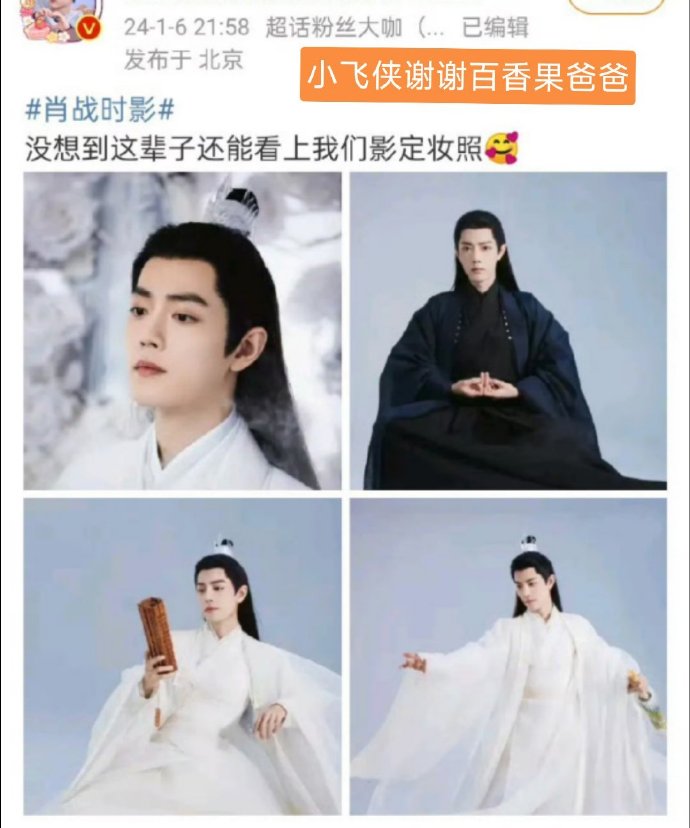 24-1-6 21:58 超话粉丝大咖（... 已编辑
发布于 北京
小飞侠谢谢百香果爸爸
#肖战时影#
没想到这辈子还能看上我们影定妆照🥰